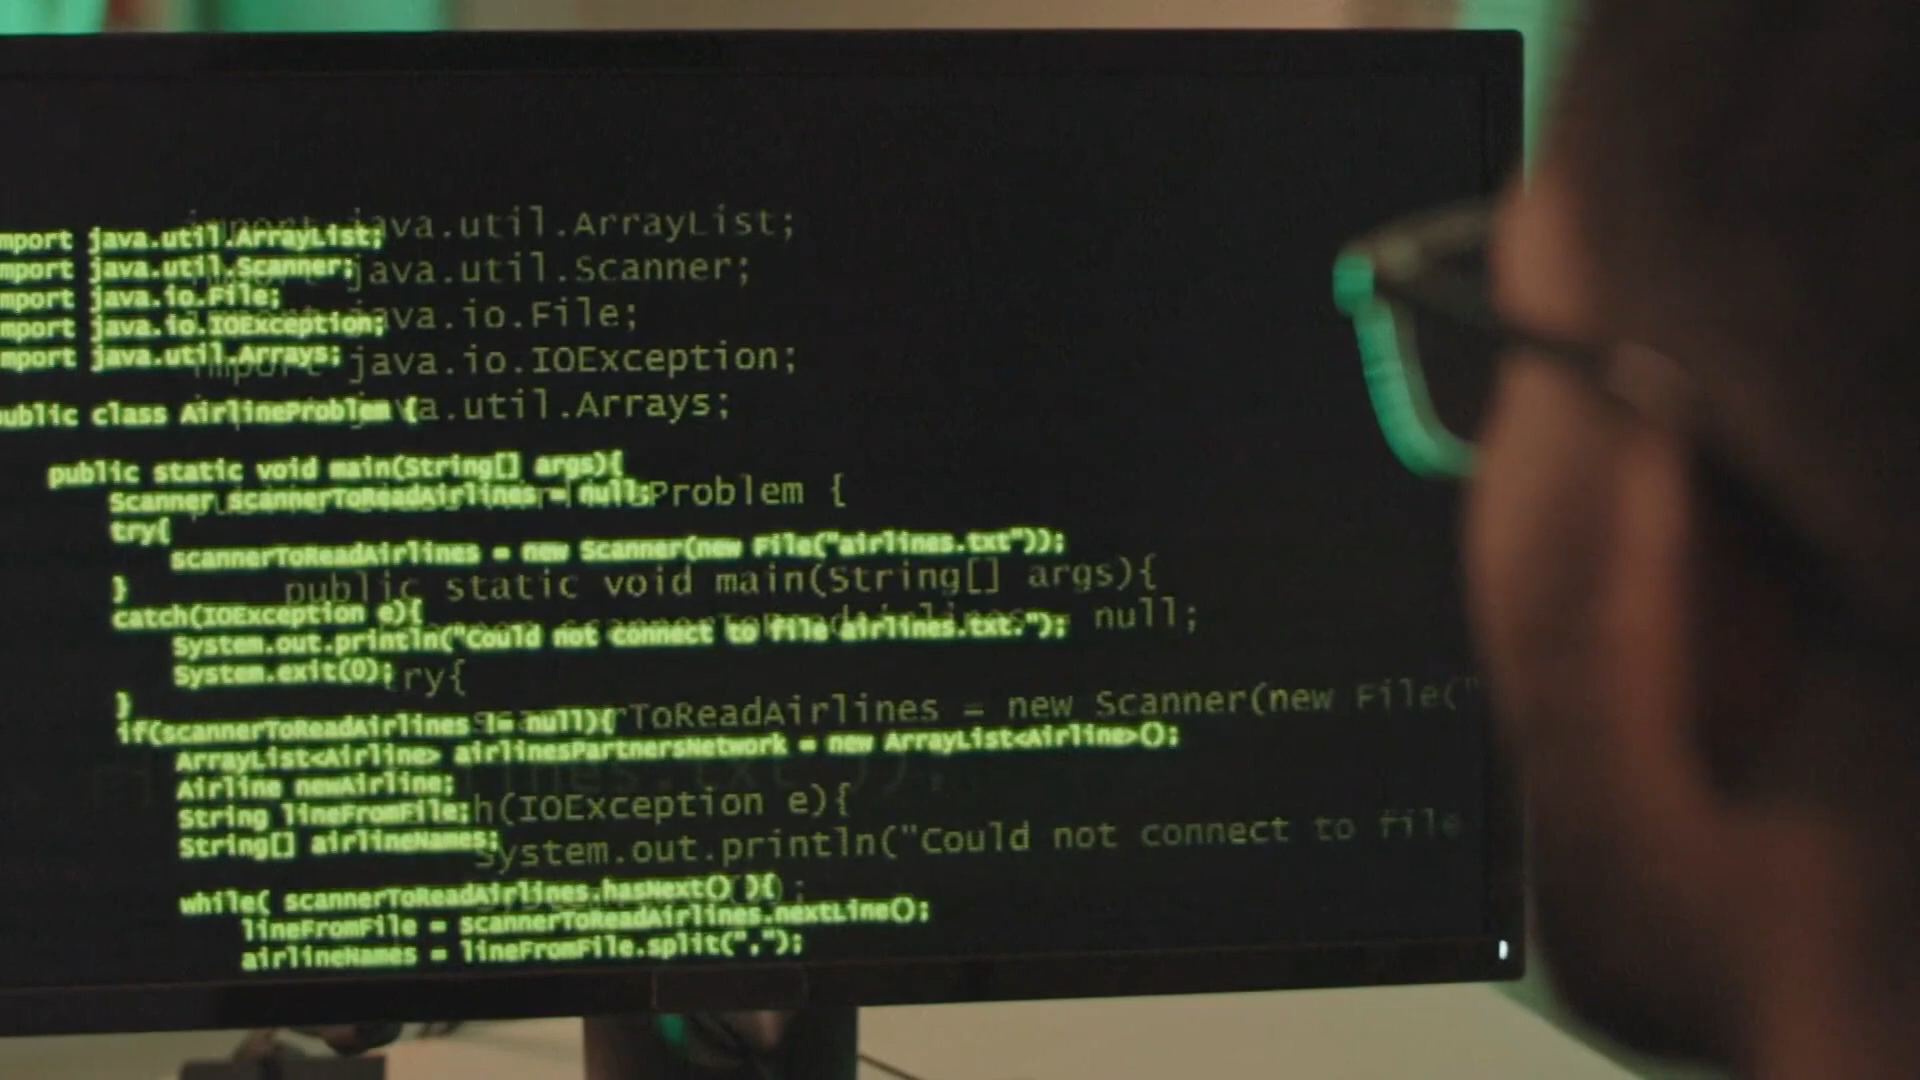 mport java.util.ArrayList;
mport java.util.Scanner;
mport java.io.File;
mport java.io.IOException;
mport java.util.Arrays;
ublic class AirlineProblem {
public static void main(String[] args){
Scanner scannerToReadAirlines = null;
try{
scannerToReadAirlines = new Scanner(new File("airlines.txt"));
}
catch(IOException e){
System.out.println("Could not connect to file airlines.txt.");
System.exit(0);
}
if(scannerToReadAirlines != null){
ArrayList<Airline> airlinesPartnersNetwork = new ArrayList<Airline>();
Airline newAirline;
String lineFromFile;
String[] airlineNames;
while( scannerToReadAirlines.hasNext() ){
lineFromFile = scannerToReadAirlines.nextLine();
airlineNames = lineFromFile.split(",");
import java.util.ArrayList;
java.util.Scanner;
java.io.File;
import java.io.IOException;
java.util.Arrays;
Problem {
public static void main(String[] args){
null;
try{
scannerToReadAirlines = new Scanner(new File("
catch(IOException e){
System.out.println("Could not connect to file